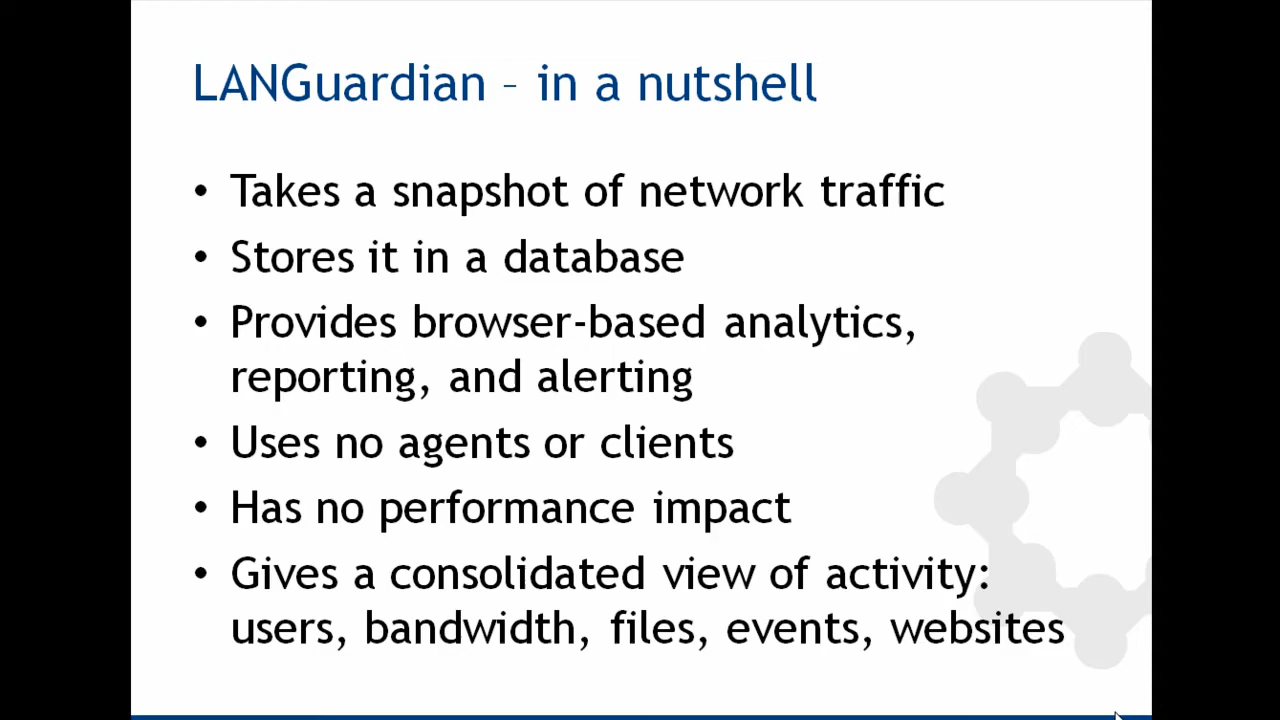 LANGuardian – in a nutshell
• Takes a snapshot of network traffic
• Stores it in a database
• Provides browser-based analytics,
reporting, and alerting
• Uses no agents or clients
• Has no performance impact
• Gives a consolidated view of activity:
users, bandwidth, files, events, websites